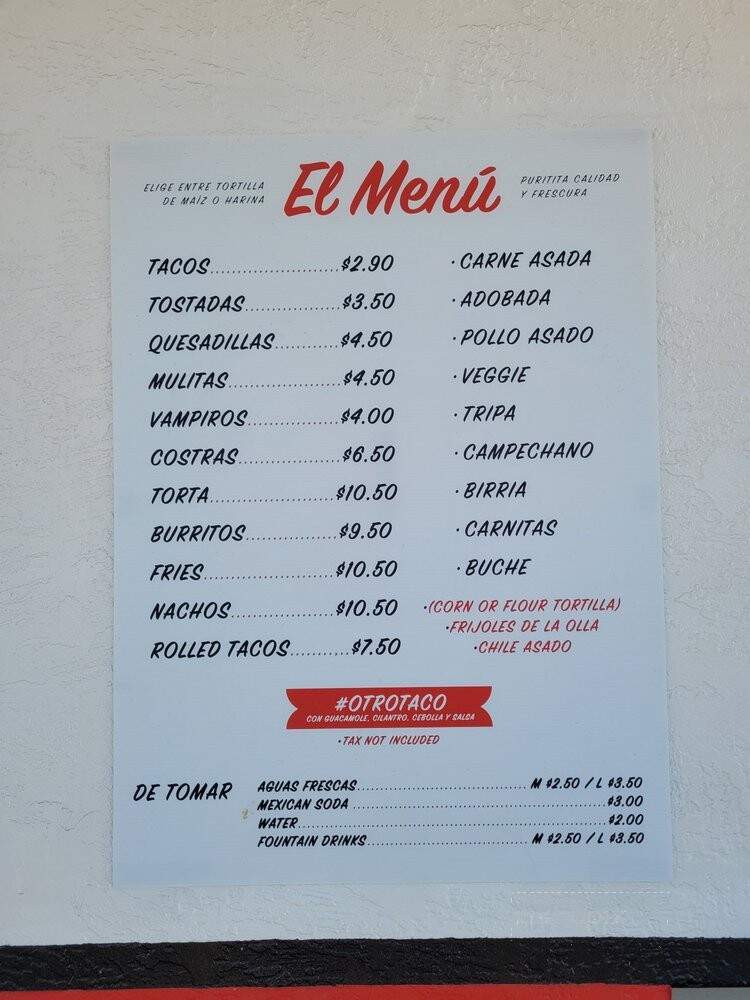 ELIGE ENTRE TORTILLA
DE MAÍZ O HARINA
El Menú
PURITITA CALIDAD
Y FRESCURA
TACOS.......................$2.90
TOSTADAS.................$3.50
QUESADILLAS............$4.50
MULITAS....................$4.50
VAMPIROS.................$4.00
COSTRAS...................$6.50
TORTA.......................$10.50
BURRITOS.................$9.50
FRIES........................$10.50
NACHOS...................$10.50
ROLLED TACOS...........$7.50
· CARNE ASADA
· ADOBADA
· POLLO ASADO
· VEGGIE
· TRIPA
· CAMPECHANO
· BIRRIA
· CARNITAS
· BUCHE
·(CORN OR FLOUR TORTILLA)
·FRIJOLES DE LA OLLA
·CHILE ASADO
#OTROTACO
CON GUACAMOLE, CILANTRO, CEBOLLA Y SALSA
·TAX NOT INCLUDED
DE TOMAR
AGUAS FRESCAS.............................. M $2.50 / L $3.50
MEXICAN SODA .............................................$3.00
WATER.......................................................$2.00
FOUNTAIN DRINKS............................ M $2.50 / L $3.50